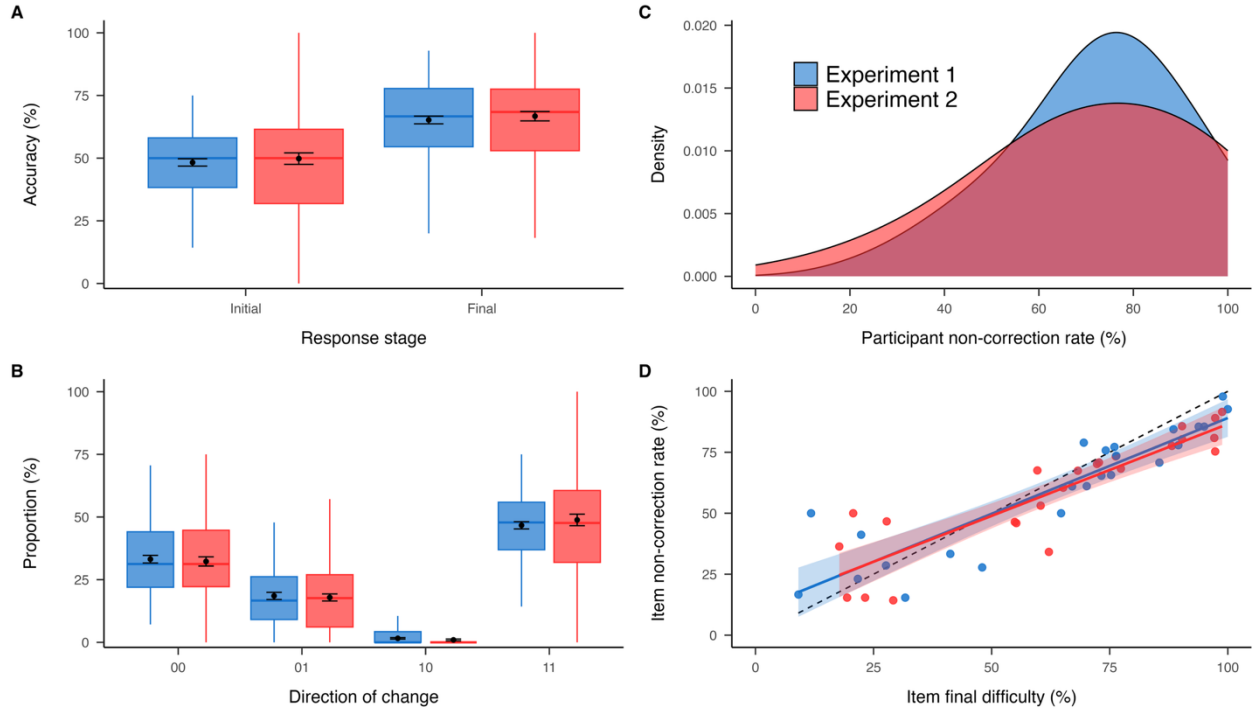 A
Accuracy (%)
100
75
50
25
0
Initial
Final
Response stage
B
Proportion (%)
100
75
50
25
0
00
01
10
11
Direction of change
C
Density
0.020
0.015
0.010
0.005
0.000
Experiment 1
Experiment 2
0
20
40
60
80
100
Participant non-correction rate (%)
D
Item non-correction rate (%)
100
75
50
25
0
0
25
50
75
100
Item final difficulty (%)